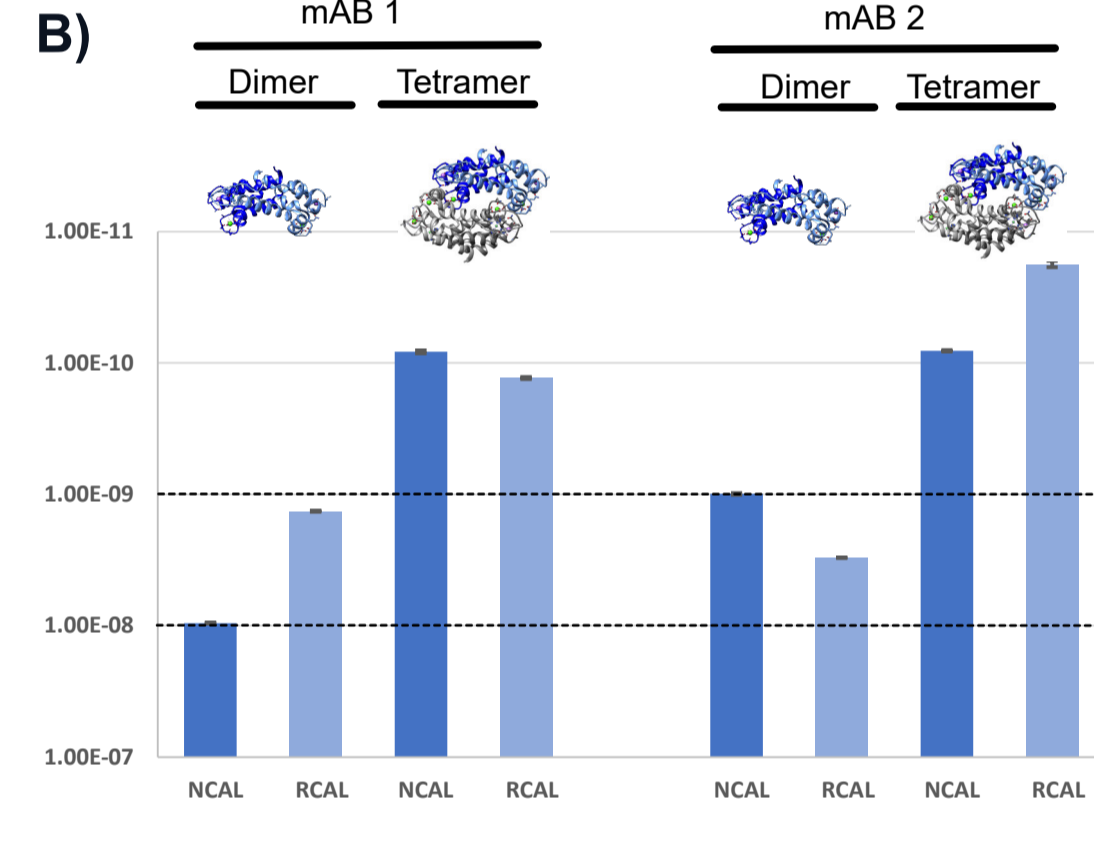 B)
mAB 1
mAB 2
Dimer
Tetramer
Dimer
Tetramer
1.00E-11
1.00E-10
1.00E-09
1.00E-08
1.00E-07
NCAL
RCAL
NCAL
RCAL
NCAL
RCAL
NCAL
RCAL